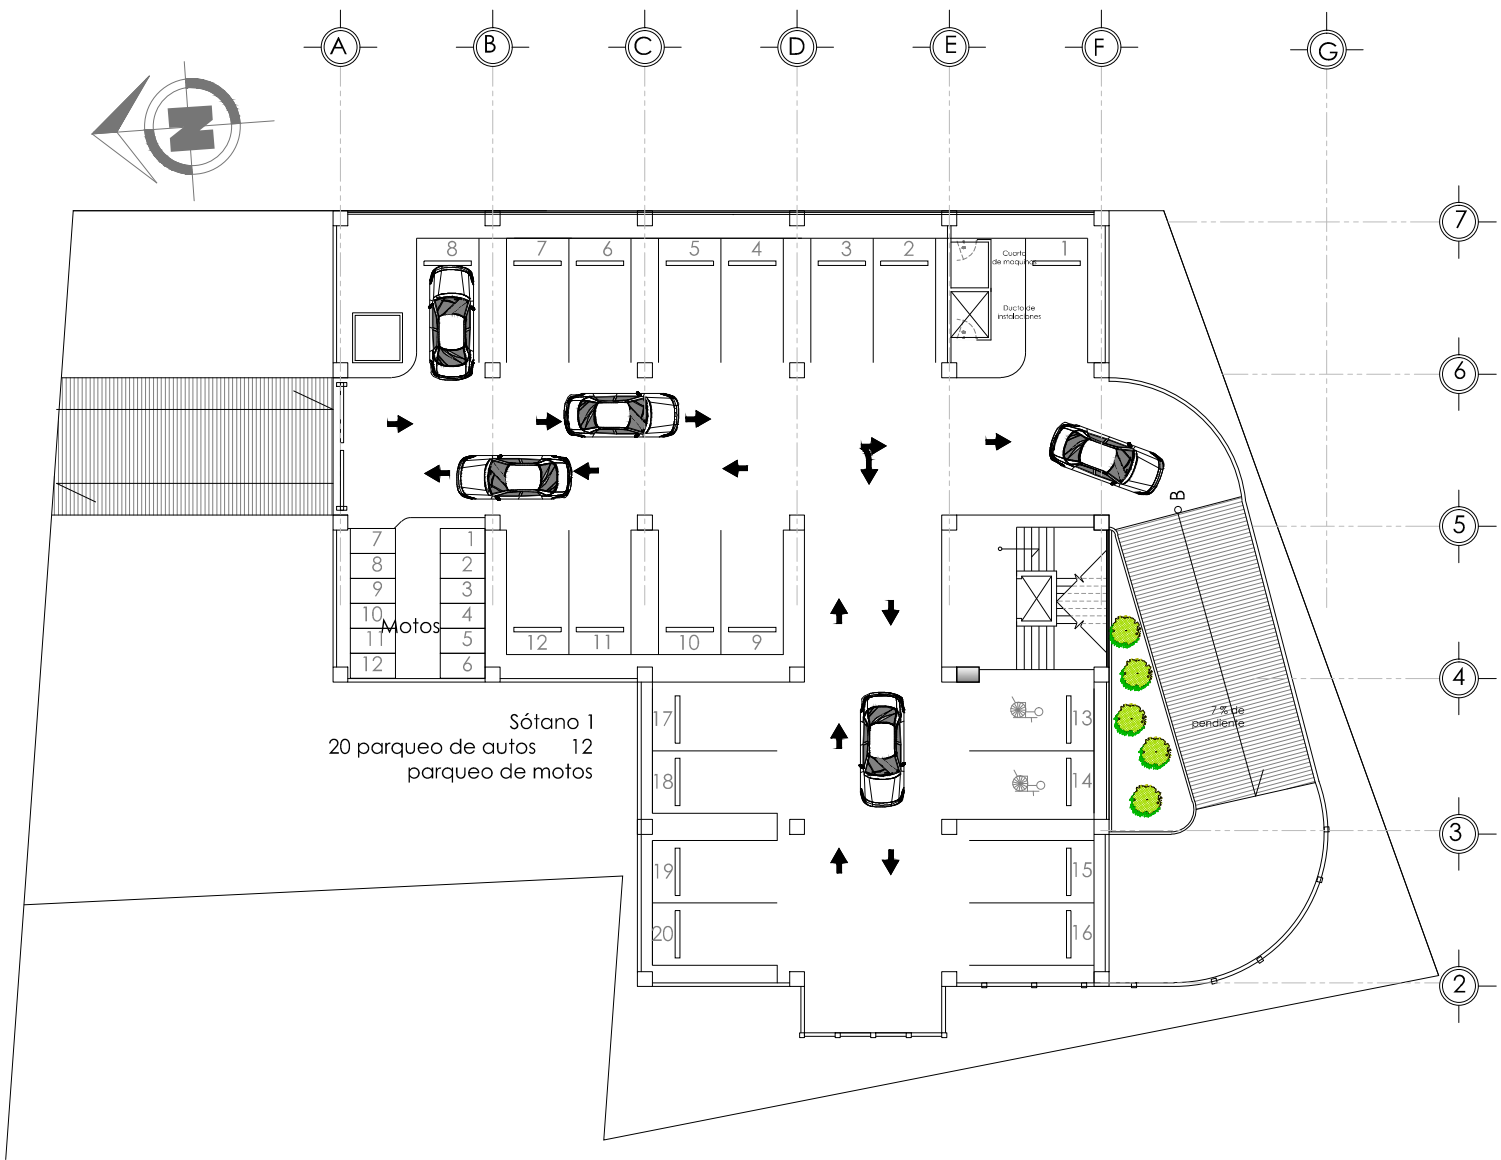 A B C D E F G
N
7
8 7 6 5 4 3 2 1
Cuarto
de maquinas
Ducto de
instalaciones
6
B
5
7 1
8 2
9 3
10 4
Motos
11 5
12 6
12 11 10 9
4
17 13
Sótano 1
20 parqueo de autos 12
parqueo de motos
7 % de
pendiente
18 14
3
19 15
20 16
2